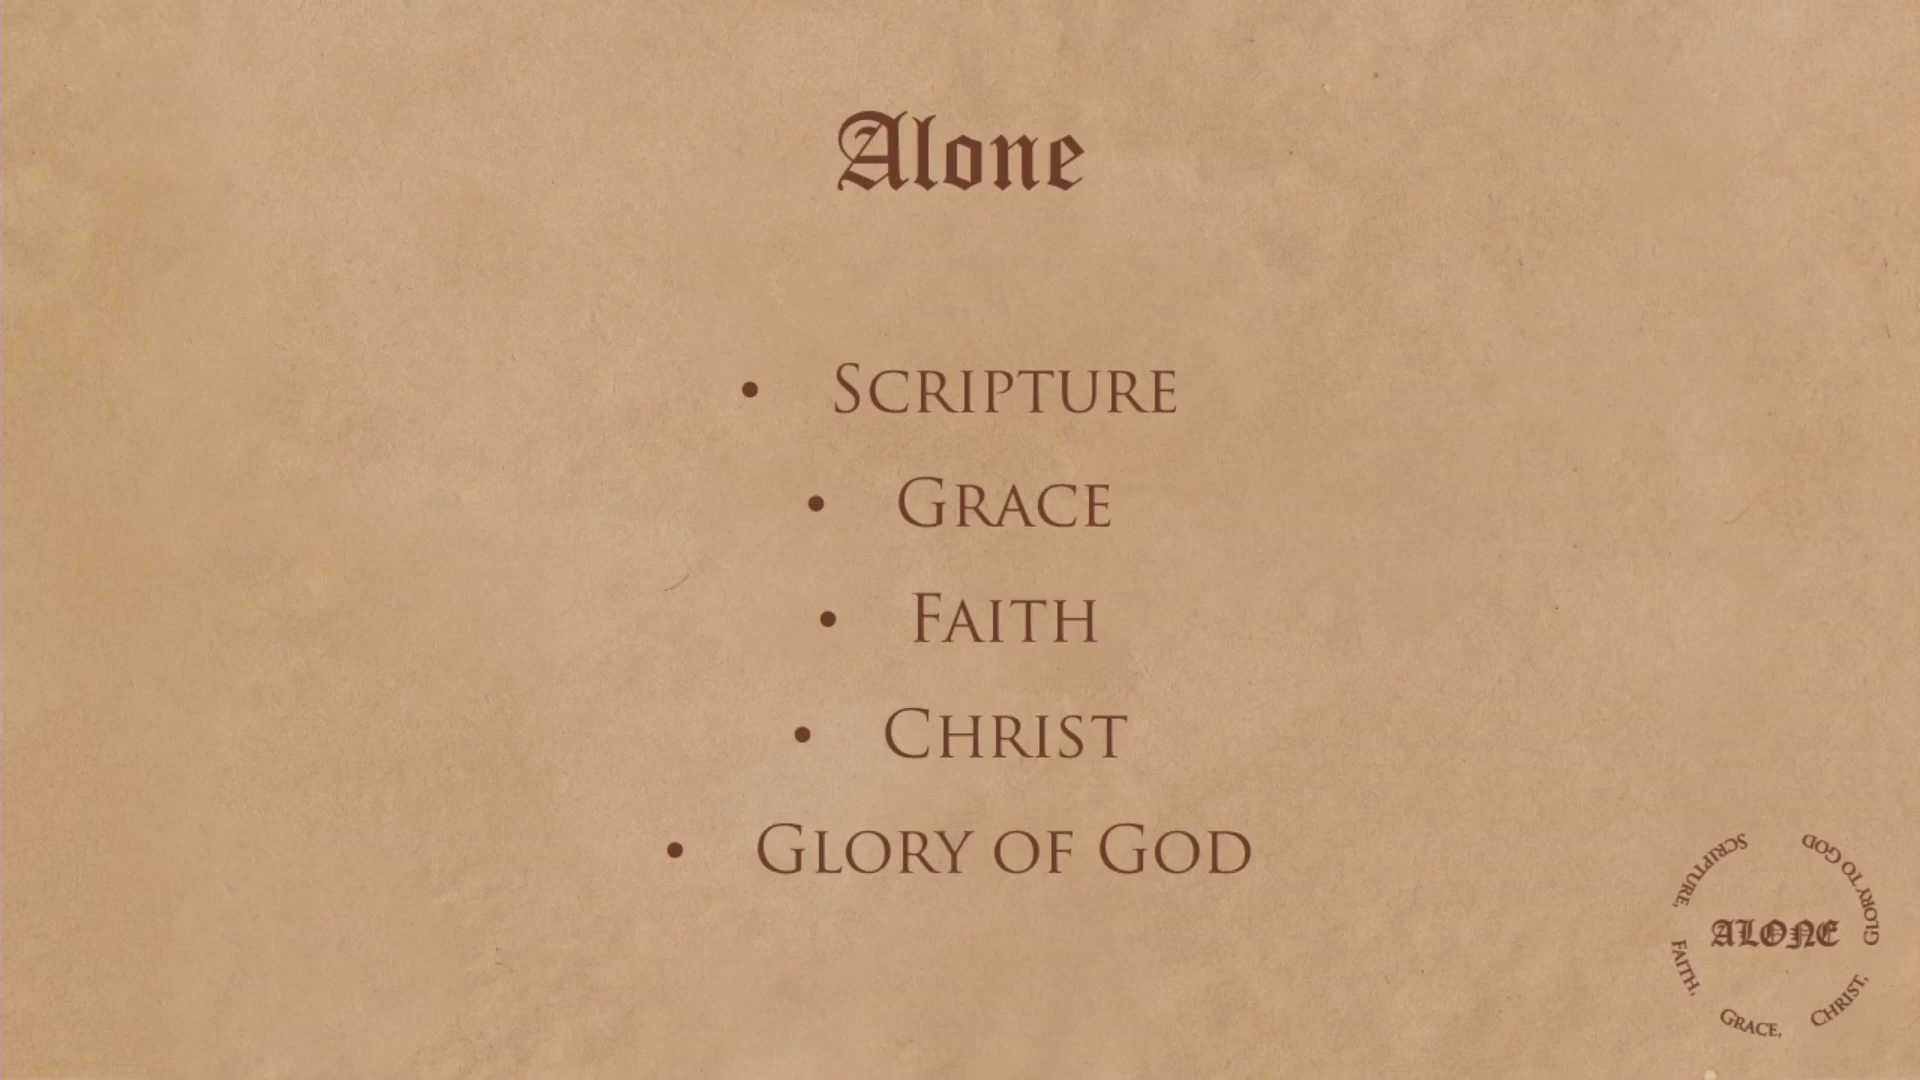 Alone
• Scripture
• Grace
• Faith
• Christ
• Glory of God
Scripture,
Faith,
Grace,
Christ,
Glory to God
ALONE